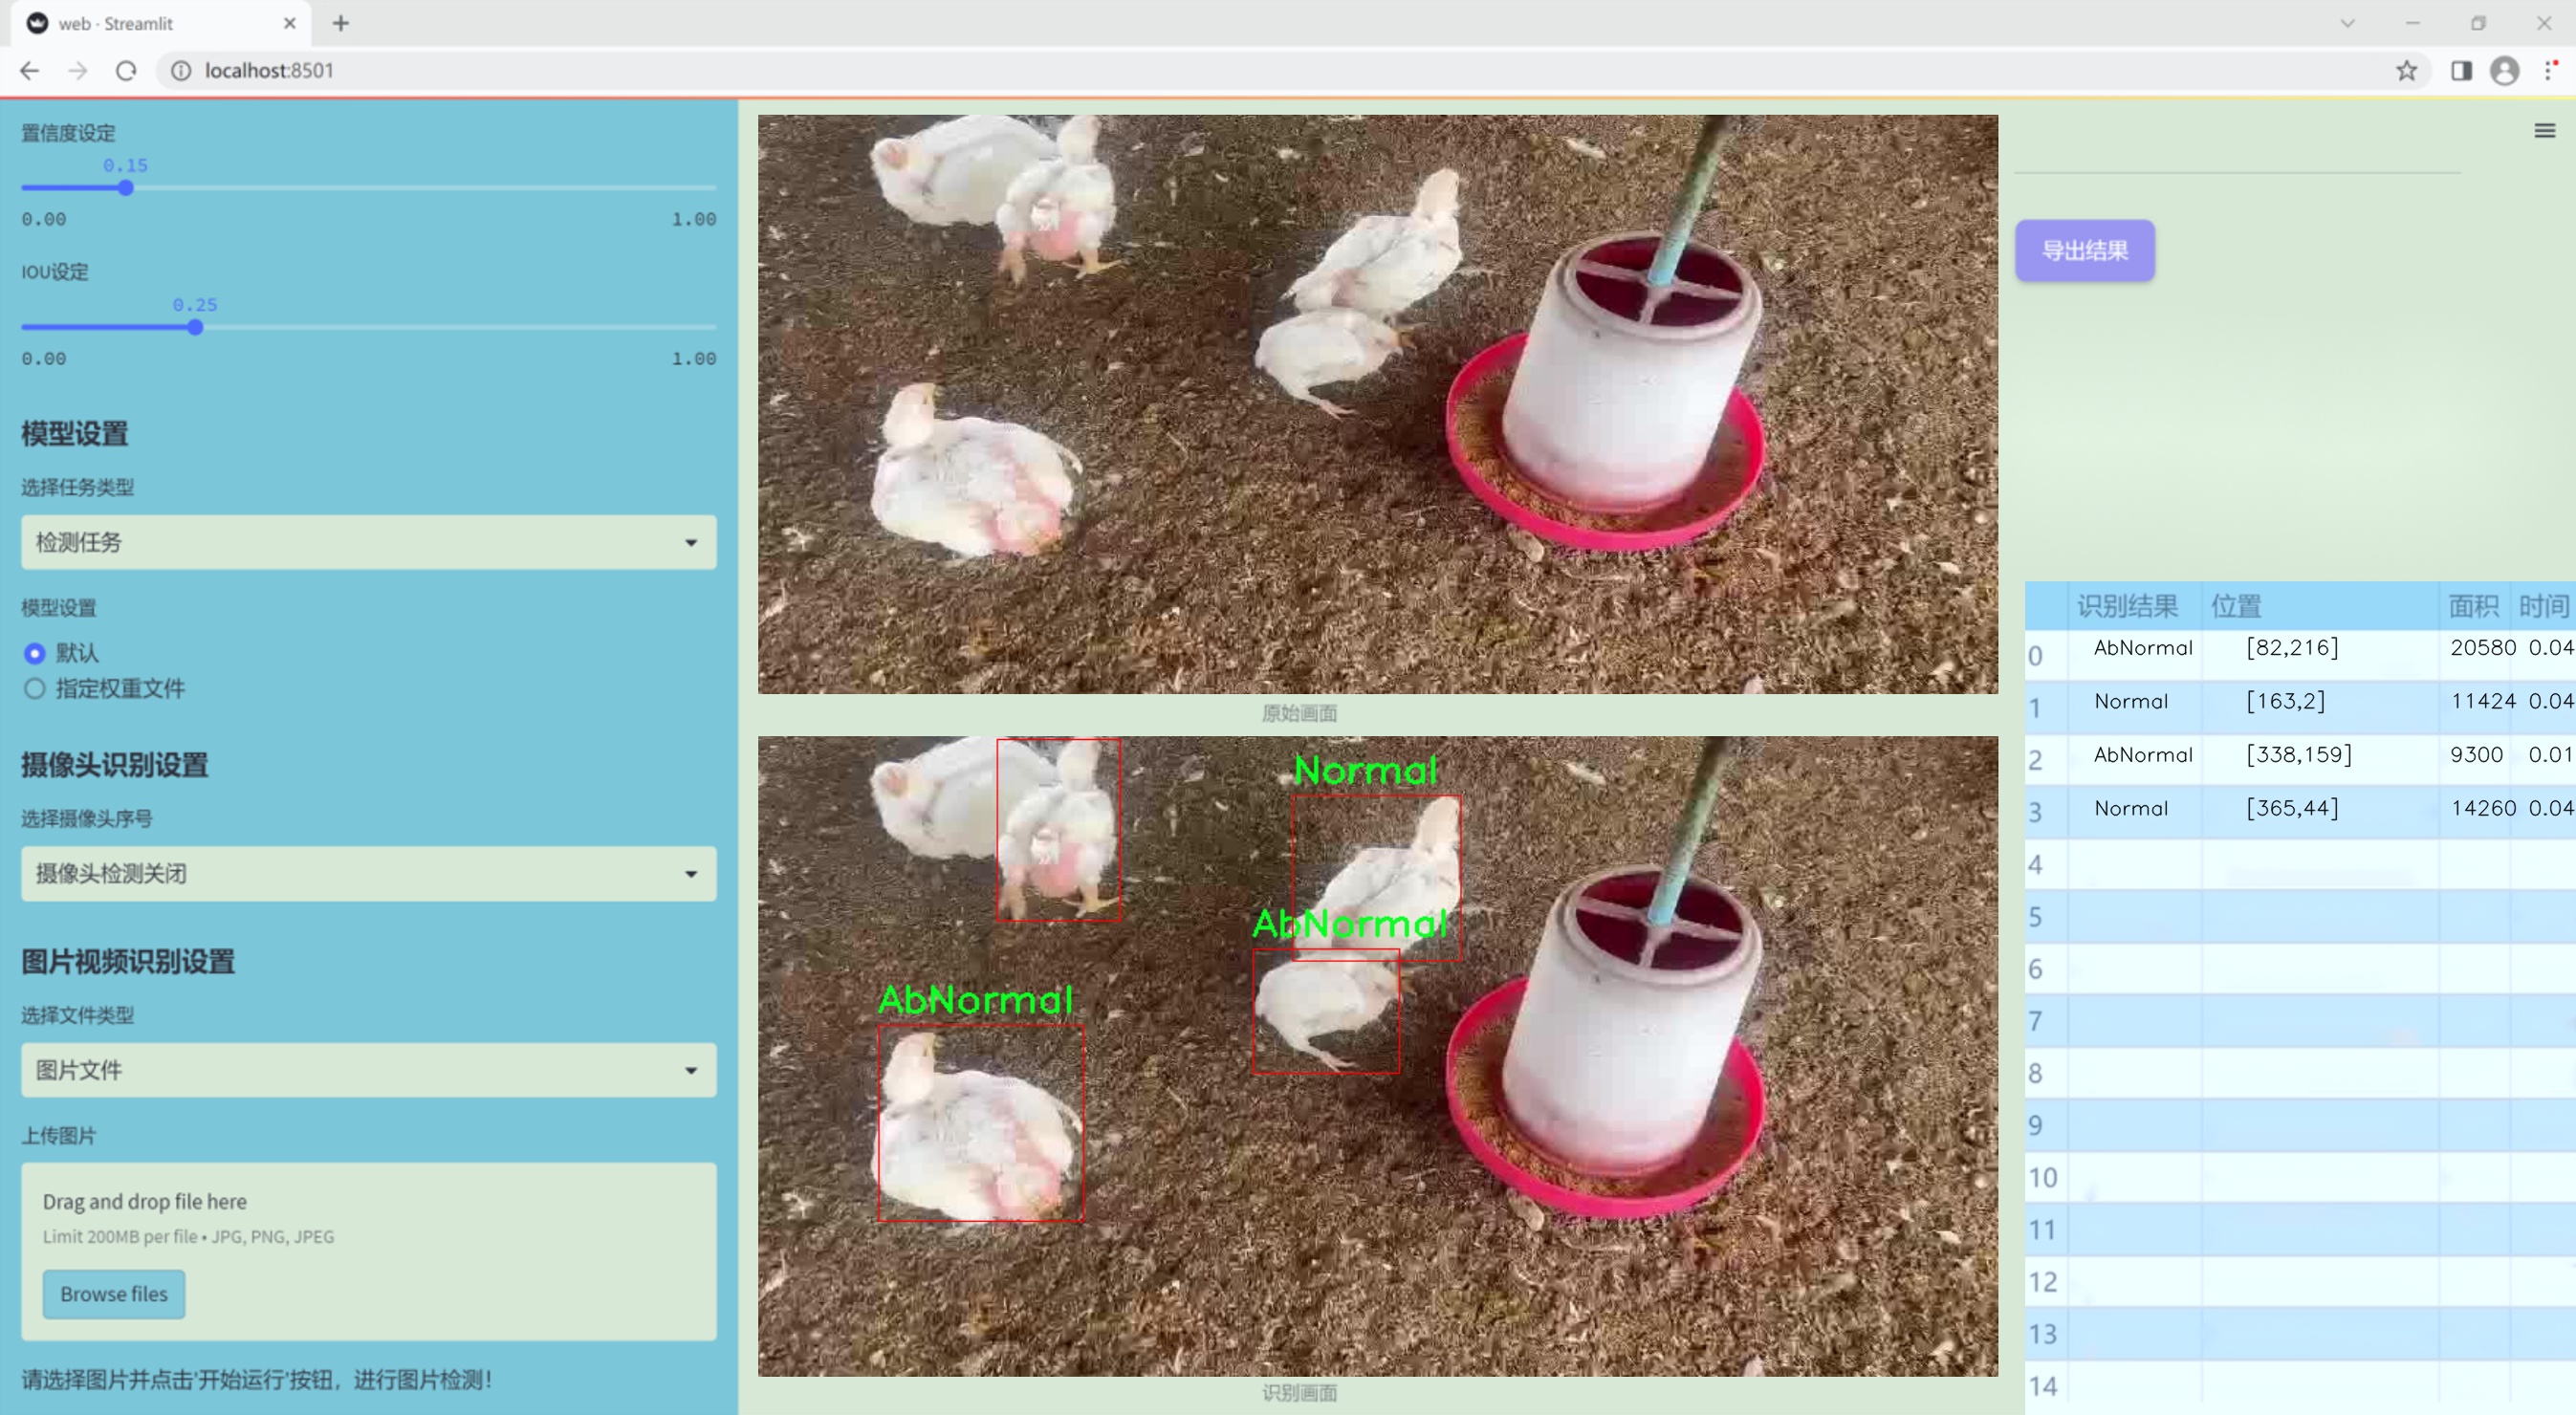 web · Streamlit
localhost:8501
置信度设定
0.15
0.00 1.00
IOU设定
0.25
0.00 1.00
模型设置
选择任务类型
检测任务
模型设置
默认
指定权重文件
摄像头识别设置
选择摄像头序号
摄像头检测关闭
图片视频识别设置
选择文件类型
图片文件
上传图片
Drag and drop file here
Limit 200MB per file • JPG, PNG, JPEG
Browse files
请选择图片并点击'开始运行'按钮，进行图片检测！
原始画面
Normal
AbNormal
AbNormal
识别画面
导出结果
识别结果 位置 面积 时间
0 AbNormal [82,216] 20580 0.04
1 Normal [163,2] 11424 0.04
2 AbNormal [338,159] 9300 0.01
3 Normal [365,44] 14260 0.04
4
5
6
7
8
9
10
11
12
13
14